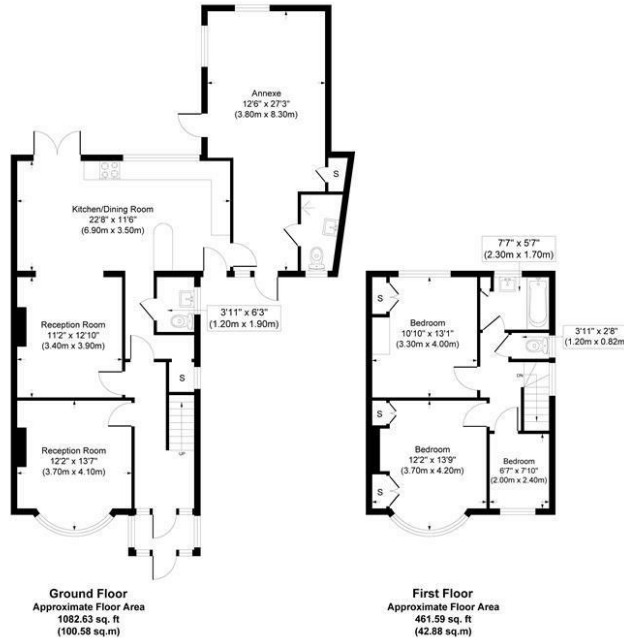 Annexe
12'6" x 27'3"
(3.80m x 8.30m)
S
Kitchen/Dining Room
22'8" x 11'6"
(6.90m x 3.50m)
3'11" x 6'3"
(1.20m x 1.90m)
Reception Room
11'2" x 12'10"
(3.40m x 3.90m)
S
UP
Reception Room
12'2" x 13'7"
(3.70m x 4.10m)
Ground Floor
Approximate Floor Area
1082.63 sq. ft
(100.58 sq.m)
7'7" x 5'7"
(2.30m x 1.70m)
S
Bedroom
10'10" x 13'1"
(3.30m x 4.00m)
3'11" x 2'8"
(1.20m x 0.82m
DN
S
Bedroom
12'2" x 13'9"
(3.70m x 4.20m)
Bedroom
6'7" x 7'10"
(2.00m x 2.40m)
S
First Floor
Approximate Floor Area
461.59 sq. ft
(42.88 sq.m)